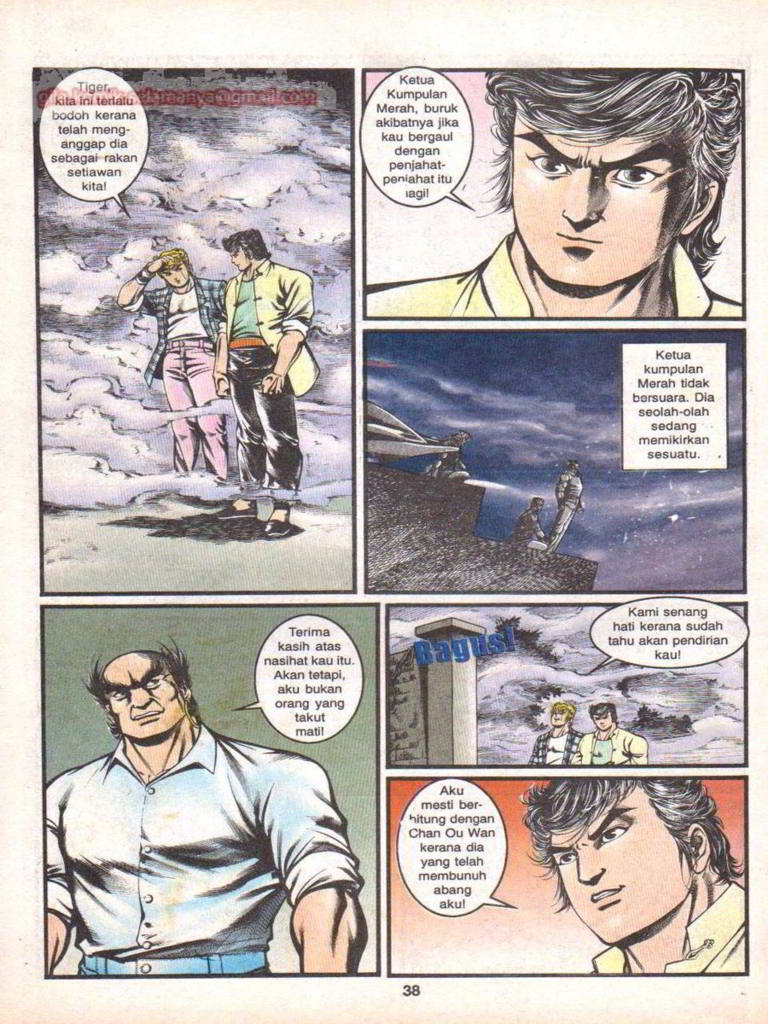 Tiger,
kita ini terlalu
bodoh kerana
telah meng-
anggap dia
sebagai rakan
setiawan
kita!
Ketua
Kumpulan
Merah, buruk
akibatnya jika
kau bergaul
dengan
penjahat-
penjahat itu
lagi!
Ketua
kumpulan
Merah tidak
bersuara. Dia
seolah-olah
sedang
memikirkan
sesuatu.
Terima
kasih atas
nasihat kau itu.
Akan tetapi,
aku bukan
orang yang
takut
mati!
Bagus!
Kami senang
hati kerana sudah
tahu akan pendirian
kau!
Aku
mesti ber-
hitung dengan
Chan Ou Wan
kerana dia
yang telah
membunuh
abang
aku!
38